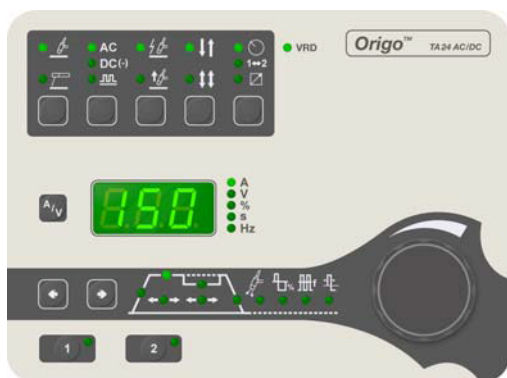 AC
DC(-)
1↔2
VRD
Origo™ TA24 AC/DC
A/V
150
A
V
%
s
Hz
%
f
1
2